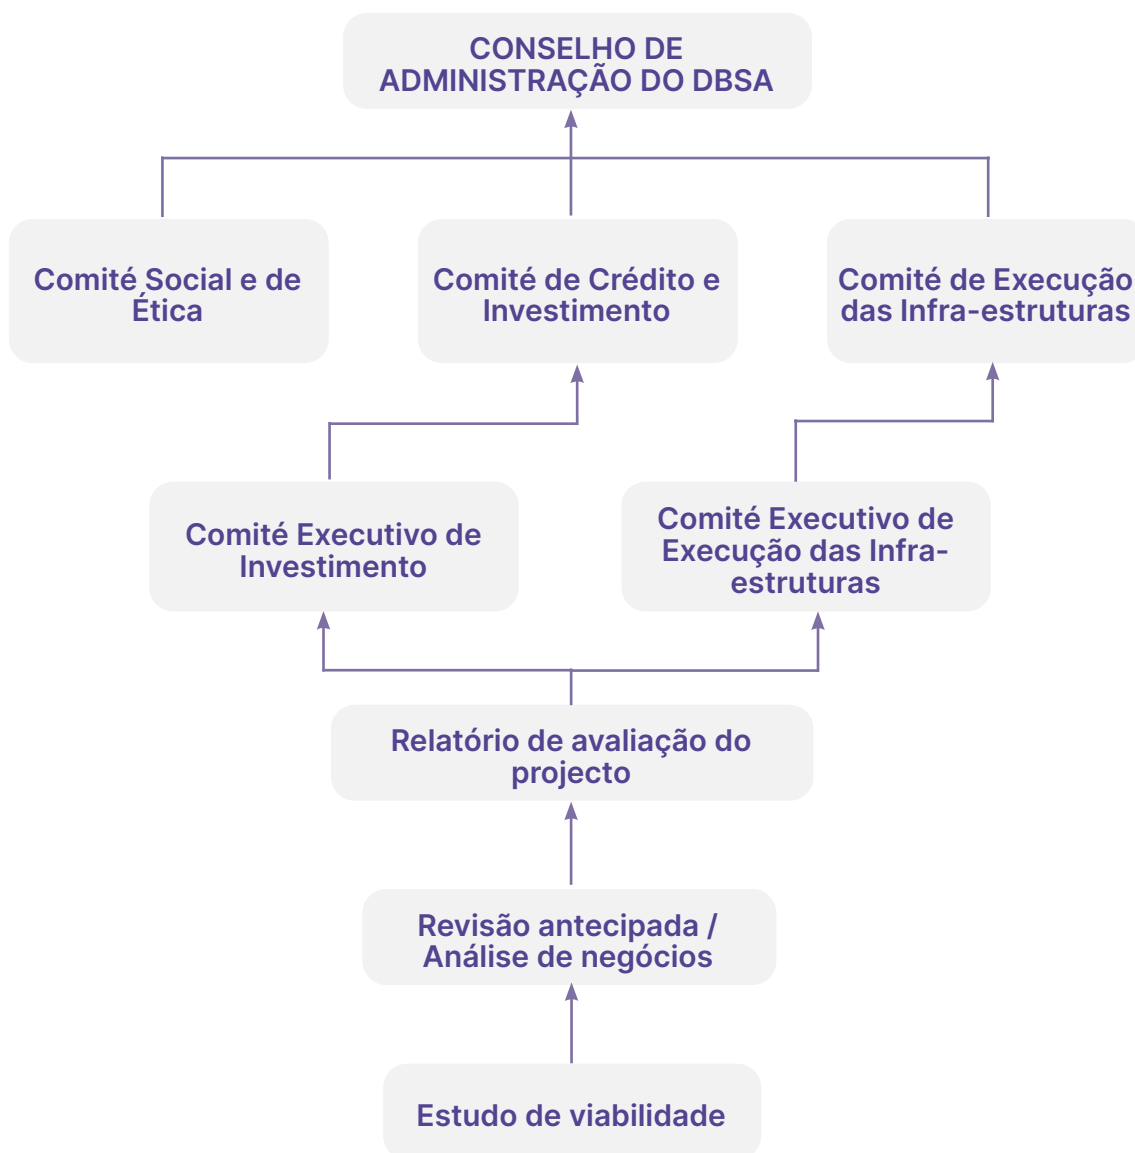 CONSELHO DE
ADMINISTRAÇÃO DO DBSA
Comité Social e de
Ética
Comité de Crédito e
Investimento
Comité de Execução
das Infra-estruturas
Comité Executivo de
Investimento
Comité Executivo de
Execução das Infra-
estruturas
Relatório de avaliação do
projecto
Revisão antecipada /
Análise de negócios
Estudo de viabilidade